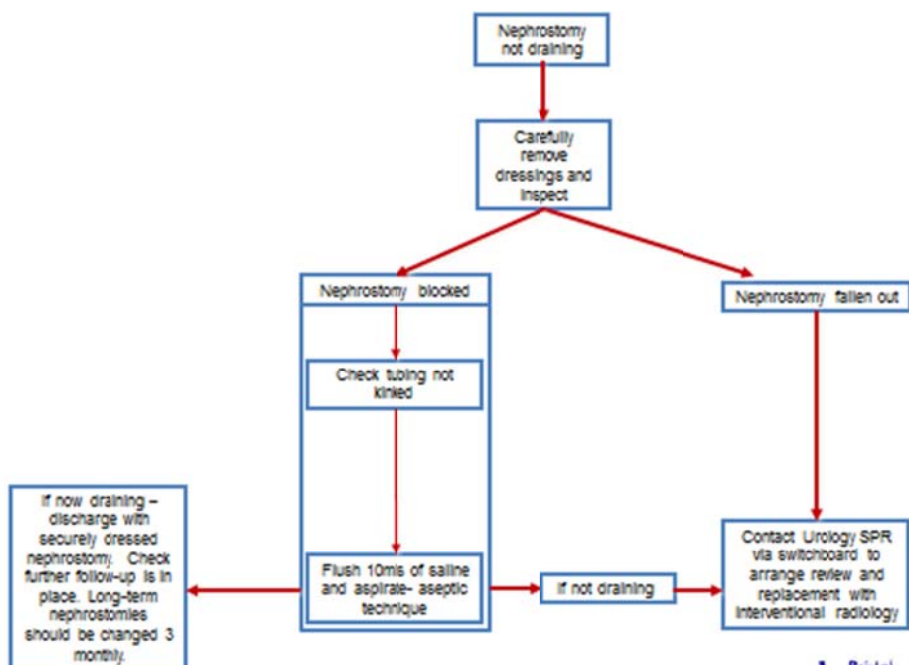 Nephrostomy
not draining
Carefully
remove
dressings and
inspect
Nephrostomy blocked
Nephrostomy fallen out
Check tubing not
kinked
If now draining –
discharge with
securely dressed
nephrostomy. Check
further follow-up is in
place. Long-term
nephrostomies
should be changed 3
monthly.
Flush 10mls of saline
and aspirate- aseptic
technique
If not draining
Contact Urology SPR
via switchboard to
arrange review and
replacement with
interventional radiology